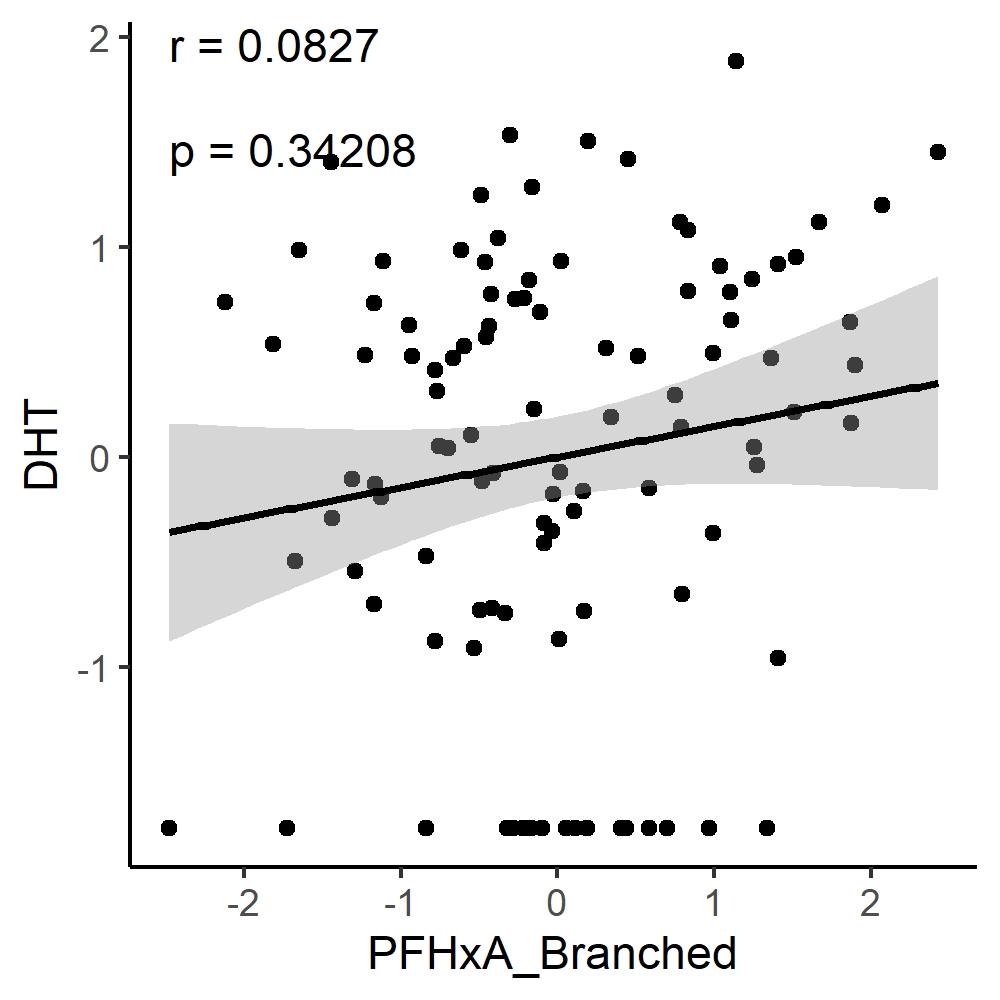 r = 0.0827
p = 0.34208
2
1
0
-1
DHT
-2
-1
0
1
2
PFHxA_Branched